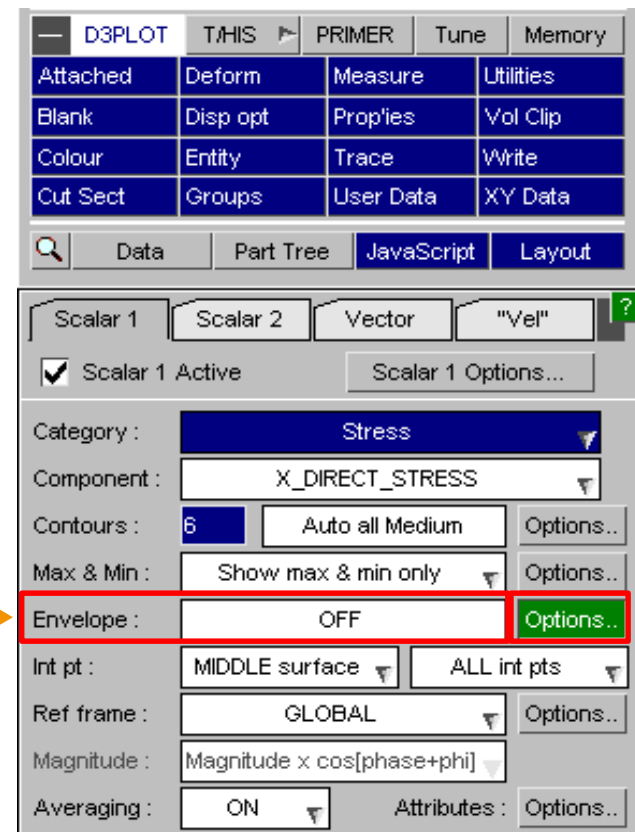 D3PLOT T/HIS PRIMER Tune Memory
Attached Deform Measure Utilities
Blank Disp opt Prop'ies Vol Clip
Colour Entity Trace Write
Cut Sect Groups User Data XY Data
Data Part Tree JavaScript Layout
Scalar 1 Scalar 2 Vector "Vel" ?
Scalar 1 Active Scalar 1 Options...
Category : Stress
Component : X_DIRECT_STRESS
Contours : 6 Auto all Medium Options..
Max & Min : Show max & min only Options..
Envelope : OFF Options..
Int pt : MIDDLE surface ALL int pts
Ref frame : GLOBAL Options..
Magnitude : Magnitude x cos[phase+phi]
Averaging : ON Attributes : Options..